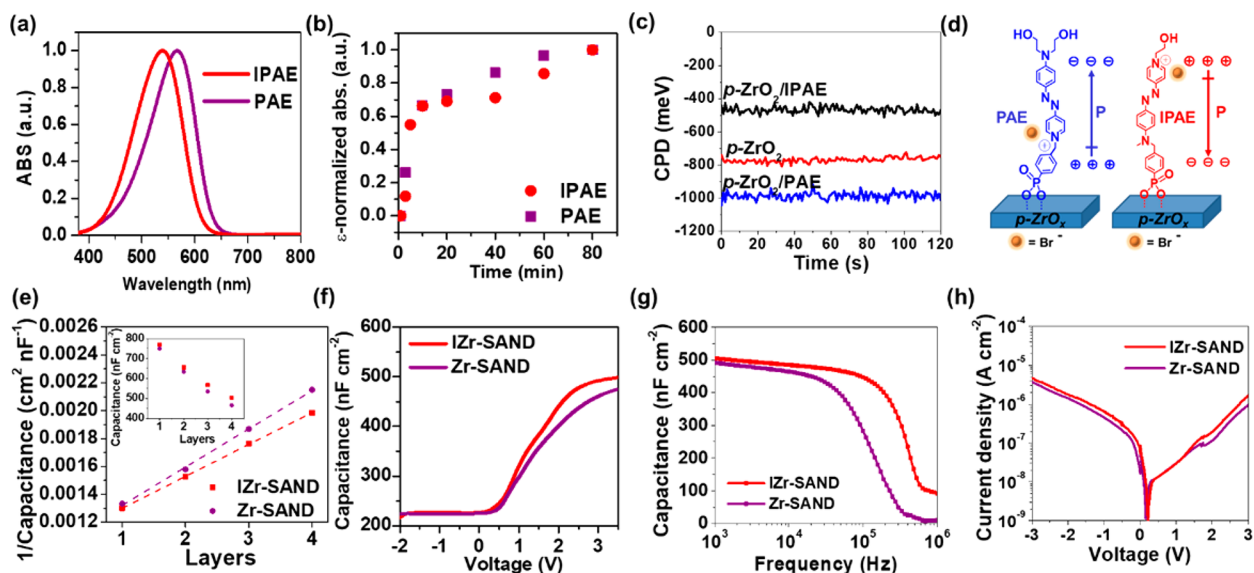 (a)
ABS (a.u.)
1.0
0.8
0.6
0.4
0.2
0.0
IPAE
PAE
400 500 600 700 800
Wavelength (nm)
(b)
ε-normalized abs. (a.u.)
1.0
0.8
0.6
0.4
0.2
0.0
IPAE
PAE
0 20 40 60 80
Time (min)
(c)
CPD (meV)
0
-200
-400
-600
-800
-1000
-1200
p-ZrO2/IPAE
p-ZrO2
p-ZrO2/PAE
0 20 40 60 80 100 120
Time (s)
(d)
HO OH
N
N
N
PAE
N
P
O
P
O O
p-ZrOx
= Br -
OH
N
N
N
IPAE
N
P
O
P
O O
p-ZrOx
= Br -
(e)
1/Capacitance (cm2 nF-1)
0.0026
0.0024
0.0022
0.0020
0.0018
0.0016
0.0014
0.0012
Capacitance (nF cm-2)
800
700
600
500
400
1 2 3 4
Layers
IZr-SAND
Zr-SAND
1 2 3 4
Layers
(f)
Capacitance (nF cm-2)
600
500
400
300
200
IZr-SAND
Zr-SAND
-2 -1 0 1 2 3
Voltage (V)
(g)
Capacitance (nF cm-2)
600
500
400
300
200
100
0
IZr-SAND
Zr-SAND
10^3 10^4 10^5 10^6
Frequency (Hz)
(h)
Current density (A cm-2)
10^-4
10^-5
10^-6
10^-7
10^-8
10^-9
IZr-SAND
Zr-SAND
-3 -2 -1 0 1 2 3
Voltage (V)